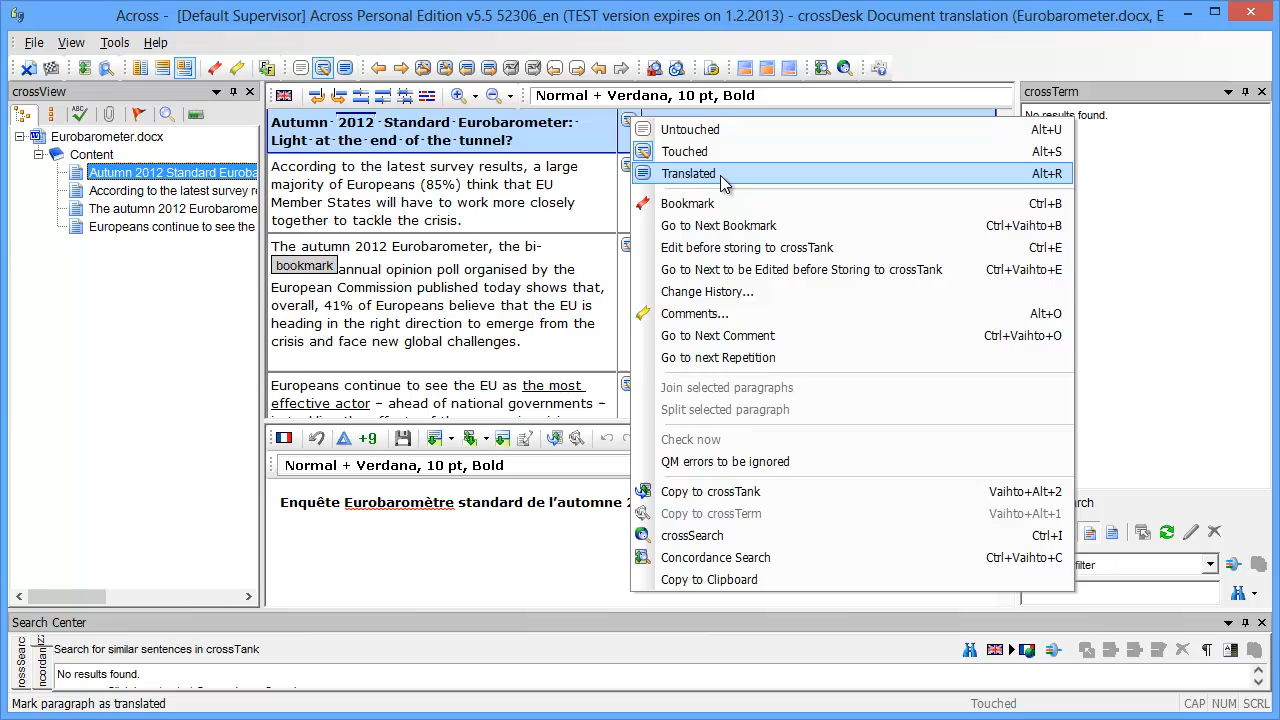 Across - [Default Supervisor] Across Personal Edition v5.5 52306_en (TEST version expires on 1.2.2013) - crossDesk Document translation (Eurobarometer.docx, E
File View Tools Help
crossView
Eurobarometer.docx
Content
Autumn 2012 Standard Euroba
According to the latest survey r
The autumn 2012 Eurobarome
Europeans continue to see the
Normal + Verdana, 10 pt, Bold
Autumn 2012 Standard Eurobarometer:
Light at the end of the tunnel?
According to the latest survey results, a large
majority of Europeans (85%) think that EU
Member States will have to work more closely
together to tackle the crisis.
The autumn 2012 Eurobarometer, the bi-
bookmark annual opinion poll organised by the
European Commission published today shows that,
overall, 41% of Europeans believe that the EU is
heading in the right direction to emerge from the
crisis and face new global challenges.
Europeans continue to see the EU as the most
effective actor – ahead of national governments –
+9
Normal + Verdana, 10 pt, Bold
Enquête Eurobaromètre standard de l'automne 2
Untouched Alt+U
Touched Alt+S
Translated Alt+R
Bookmark Ctrl+B
Go to Next Bookmark Ctrl+Vaihto+B
Edit before storing to crossTank Ctrl+E
Go to Next to be Edited before Storing to crossTank Ctrl+Vaihto+E
Change History...
Comments... Alt+O
Go to Next Comment Ctrl+Vaihto+O
Go to next Repetition
Join selected paragraphs
Split selected paragraph
Check now
QM errors to be ignored
Copy to crossTank Vaihto+Alt+2
Copy to crossTerm Vaihto+Alt+1
crossSearch Ctrl+I
Concordance Search Ctrl+Vaihto+C
Copy to Clipboard
crossTerm
No results found.
arch
filter
Search Center
rossSearc
ncordan
Search for similar sentences in crossTank
No results found.
Mark paragraph as translated
Touched
CAP NUM SCRL